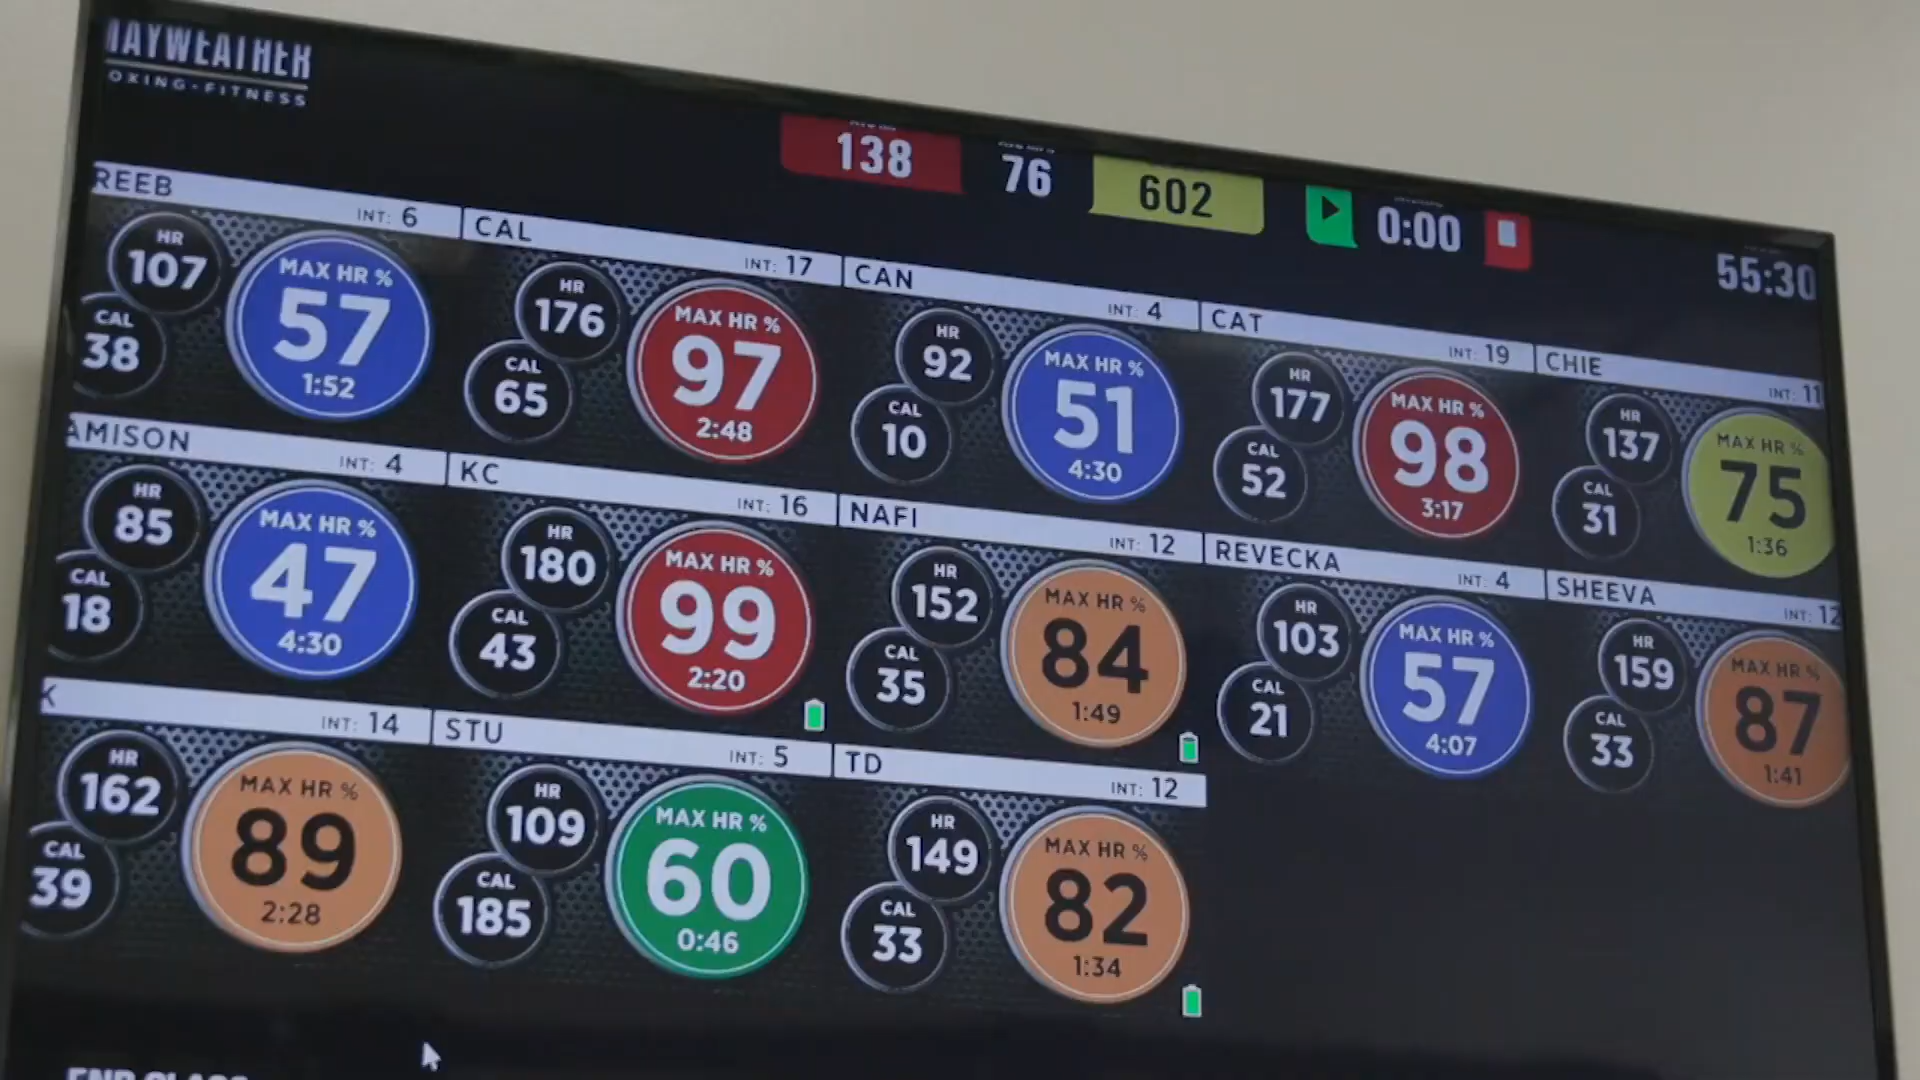 MAYWEATHER
OXING • FITNESS
138
76
602
0:00
55:30
REEB
INT: 6
HR
107
CAL
38
MAX HR %
57
1:52
CAL
INT: 17
HR
176
CAL
65
MAX HR %
97
2:48
CAN
INT: 4
HR
92
CAL
10
MAX HR %
51
4:30
CAT
INT: 19
HR
177
CAL
52
MAX HR %
98
3:17
CHIE
INT: 11
HR
137
CAL
31
MAX HR %
75
1:36
AMISON
INT: 4
HR
85
CAL
18
MAX HR %
47
4:30
KC
INT: 16
HR
180
CAL
43
MAX HR %
99
2:20
NAFI
INT: 12
HR
152
CAL
35
MAX HR %
84
1:49
REVECKA
INT: 4
HR
103
CAL
21
MAX HR %
57
4:07
SHEEVA
INT: 12
HR
159
CAL
33
MAX HR %
87
1:41
K
INT: 14
HR
162
CAL
39
MAX HR %
89
2:28
STU
INT: 5
HR
109
CAL
185
MAX HR %
60
0:46
TD
INT: 12
HR
149
CAL
33
MAX HR %
82
1:34
END CLASS